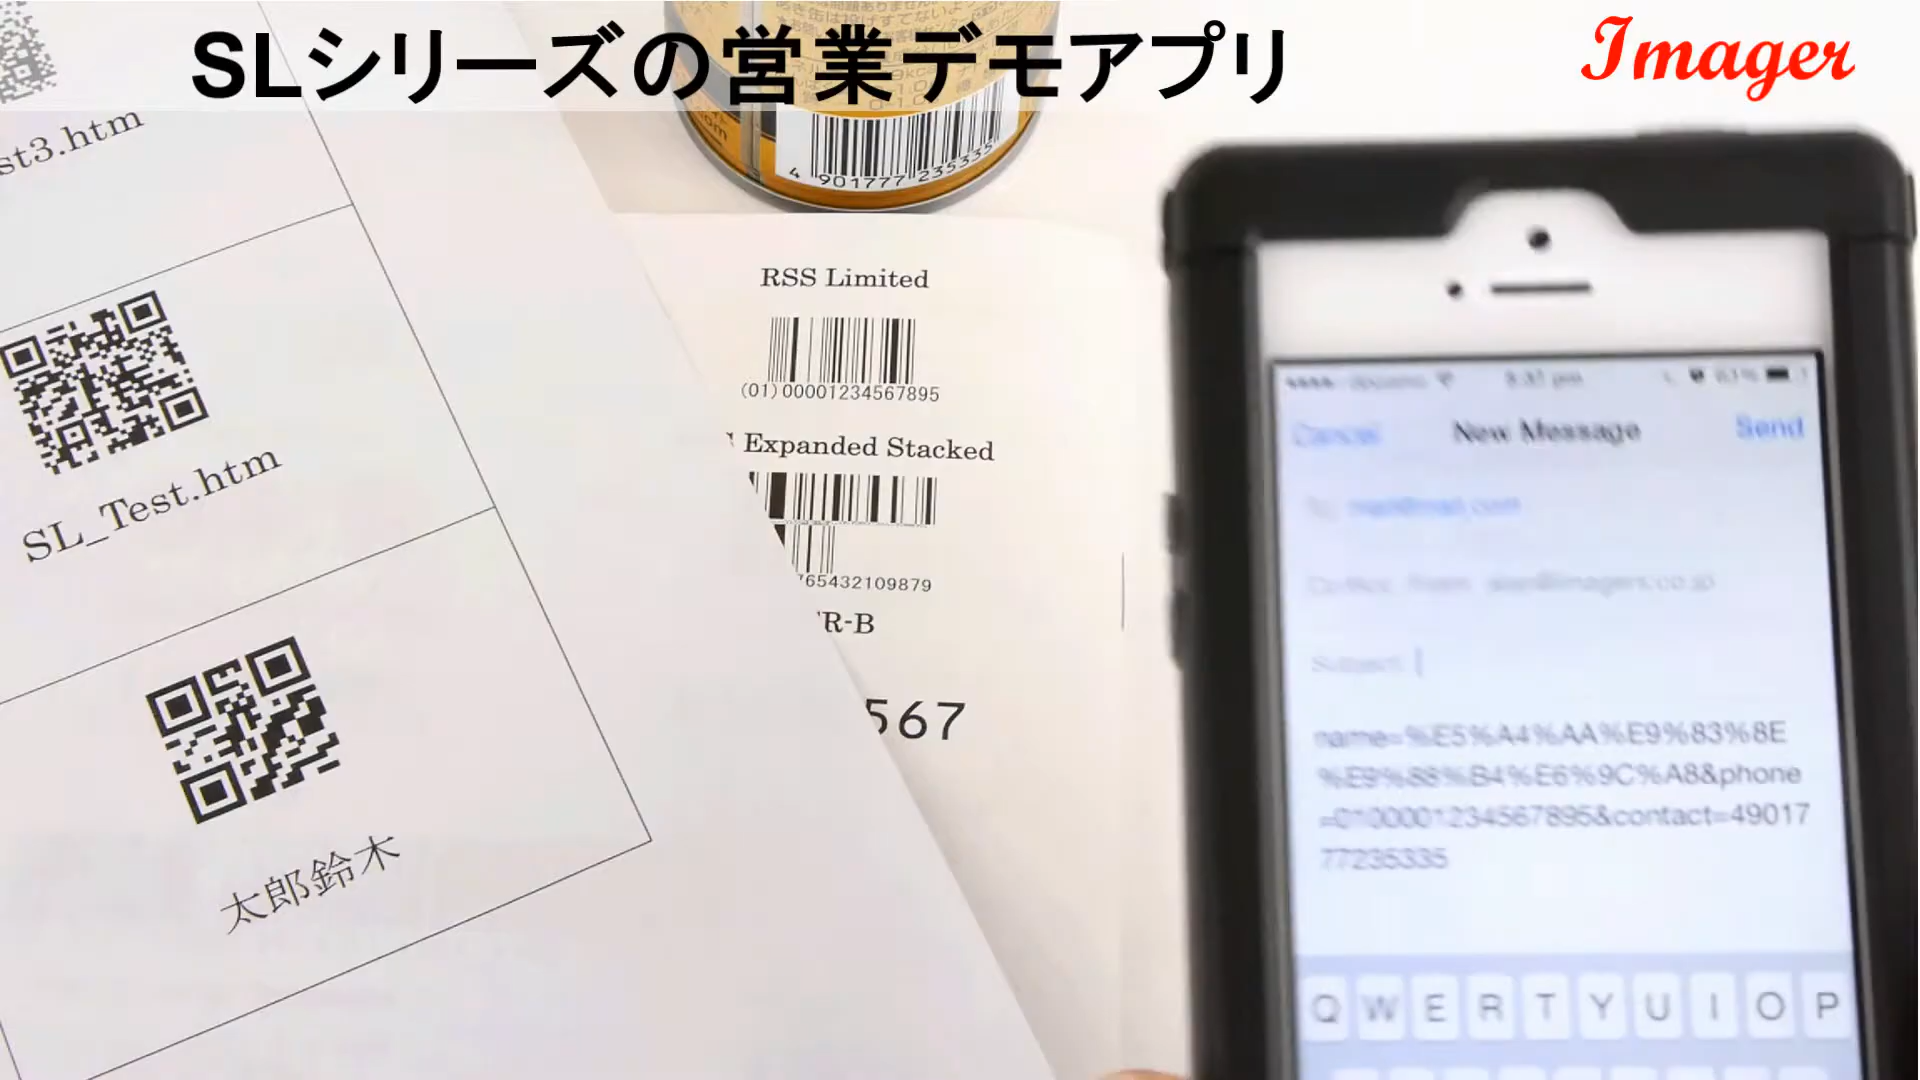 SLシリーズの営業デモアプリ
Imager
st3.htm
4 901777 235335
RSS Limited
(01)00001234567895
Expanded Stacked
765432109879
R-B
567
SL_Test.htm
太郎鈴木
Cancel New Message Send
Subject:
name=%E5%A4%AA%E9%83%8E
%E9%88%B4%E6%9C%A8&phone
=0100001234567895&contact=49017
77235335
Q W E R T Y U I O P